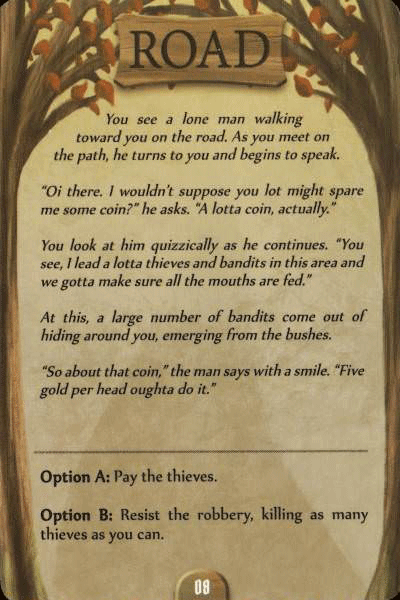 ROAD
You see a lone man walking
toward you on the road. As you meet on
the path, he turns to you and begins to speak.
“Oi there. I wouldn’t suppose you lot might spare
me some coin?” he asks. “A lotta coin, actually.”
You look at him quizzically as he continues. “You
see, I lead a lotta thieves and bandits in this area and
we gotta make sure all the mouths are fed.”
At this, a large number of bandits come out of
hiding around you, emerging from the bushes.
“So about that coin,” the man says with a smile. “Five
gold per head oughta do it.”
Option A: Pay the thieves.
Option B: Resist the robbery, killing as many
thieves as you can.
09